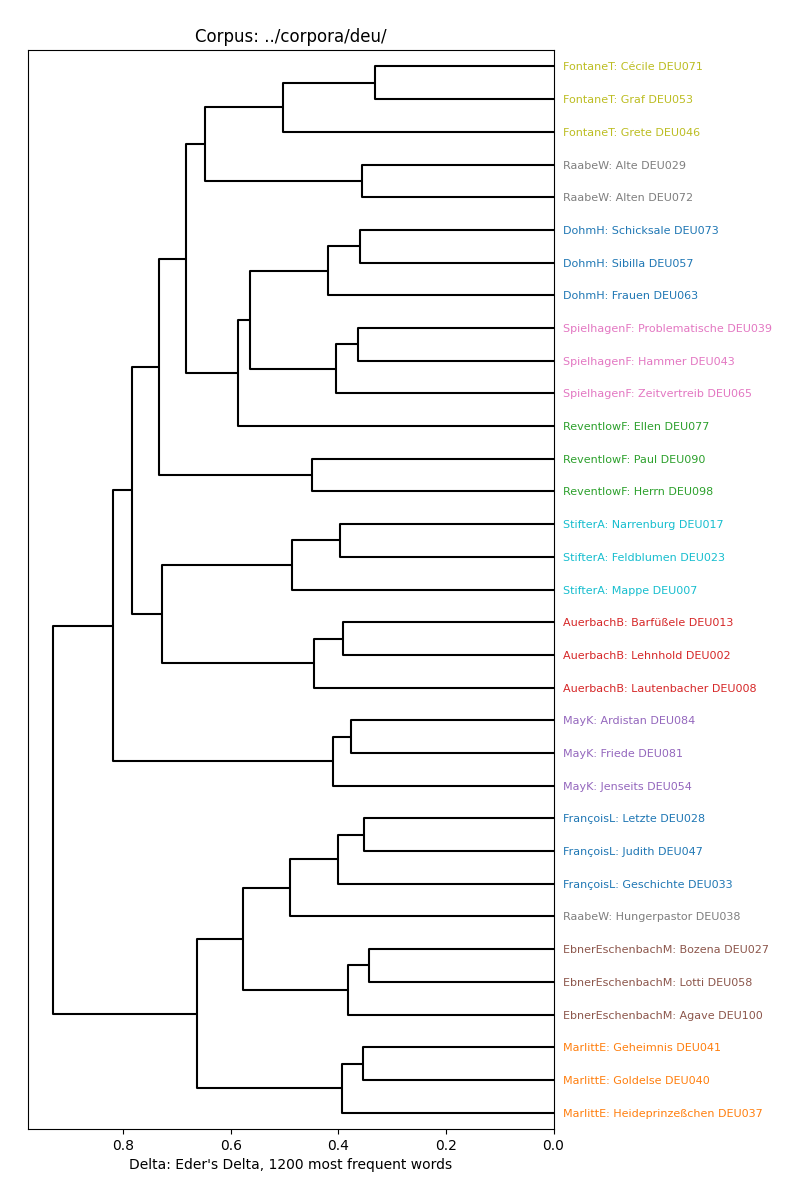 Corpus: ../corpora/deu/
FontaneT: Cécile DEU071
FontaneT: Graf DEU053
FontaneT: Grete DEU046
RaabeW: Alte DEU029
RaabeW: Alten DEU072
DohmH: Schicksale DEU073
DohmH: Sibilla DEU057
DohmH: Frauen DEU063
SpielhagenF: Problematische DEU039
SpielhagenF: Hammer DEU043
SpielhagenF: Zeitvertreib DEU065
ReventlowF: Ellen DEU077
ReventlowF: Paul DEU090
ReventlowF: Herrn DEU098
StifterA: Narrenburg DEU017
StifterA: Feldblumen DEU023
StifterA: Mappe DEU007
AuerbachB: Barfüßele DEU013
AuerbachB: Lehnhold DEU002
AuerbachB: Lautenbacher DEU008
MayK: Ardistan DEU084
MayK: Friede DEU081
MayK: Jenseits DEU054
FrançoisL: Letzte DEU028
FrançoisL: Judith DEU047
FrançoisL: Geschichte DEU033
RaabeW: Hungerpastor DEU038
EbnerEschenbachM: Bozena DEU027
EbnerEschenbachM: Lotti DEU058
EbnerEschenbachM: Agave DEU100
MarlittE: Geheimnis DEU041
MarlittE: Goldelse DEU040
MarlittE: Heideprinzeßchen DEU037
0.8 0.6 0.4 0.2 0.0
Delta: Eder's Delta, 1200 most frequent words